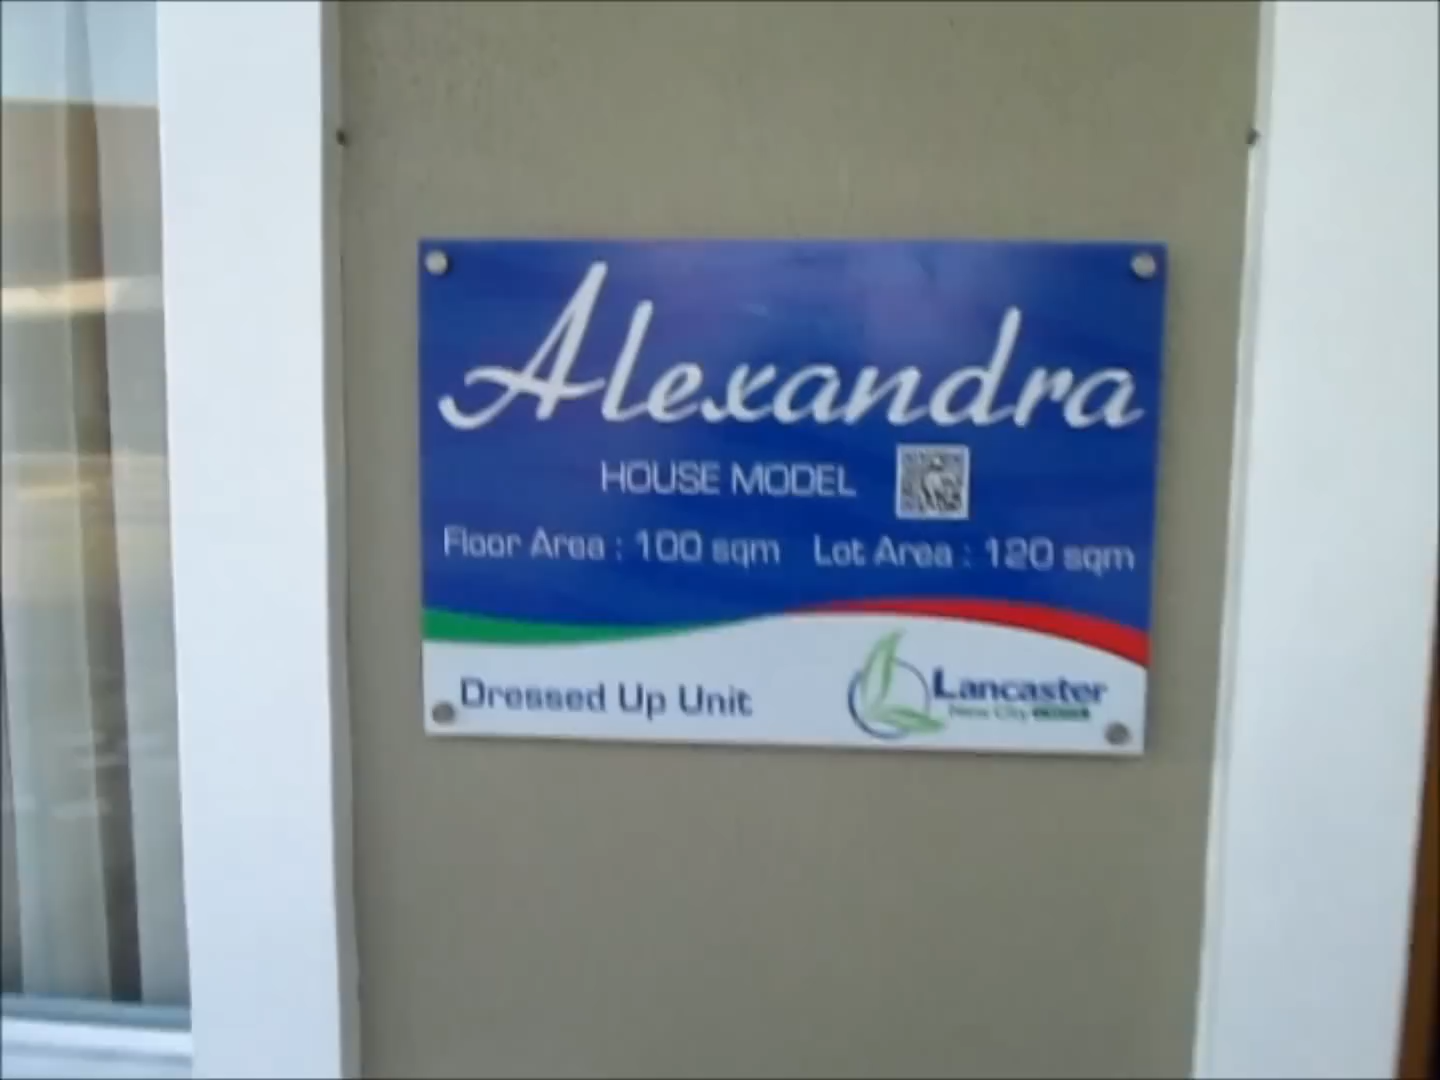 Alexandra
HOUSE MODEL
Floor Area : 100 sqm Lot Area : 120 sqm
Dressed Up Unit
Lancaster
New City